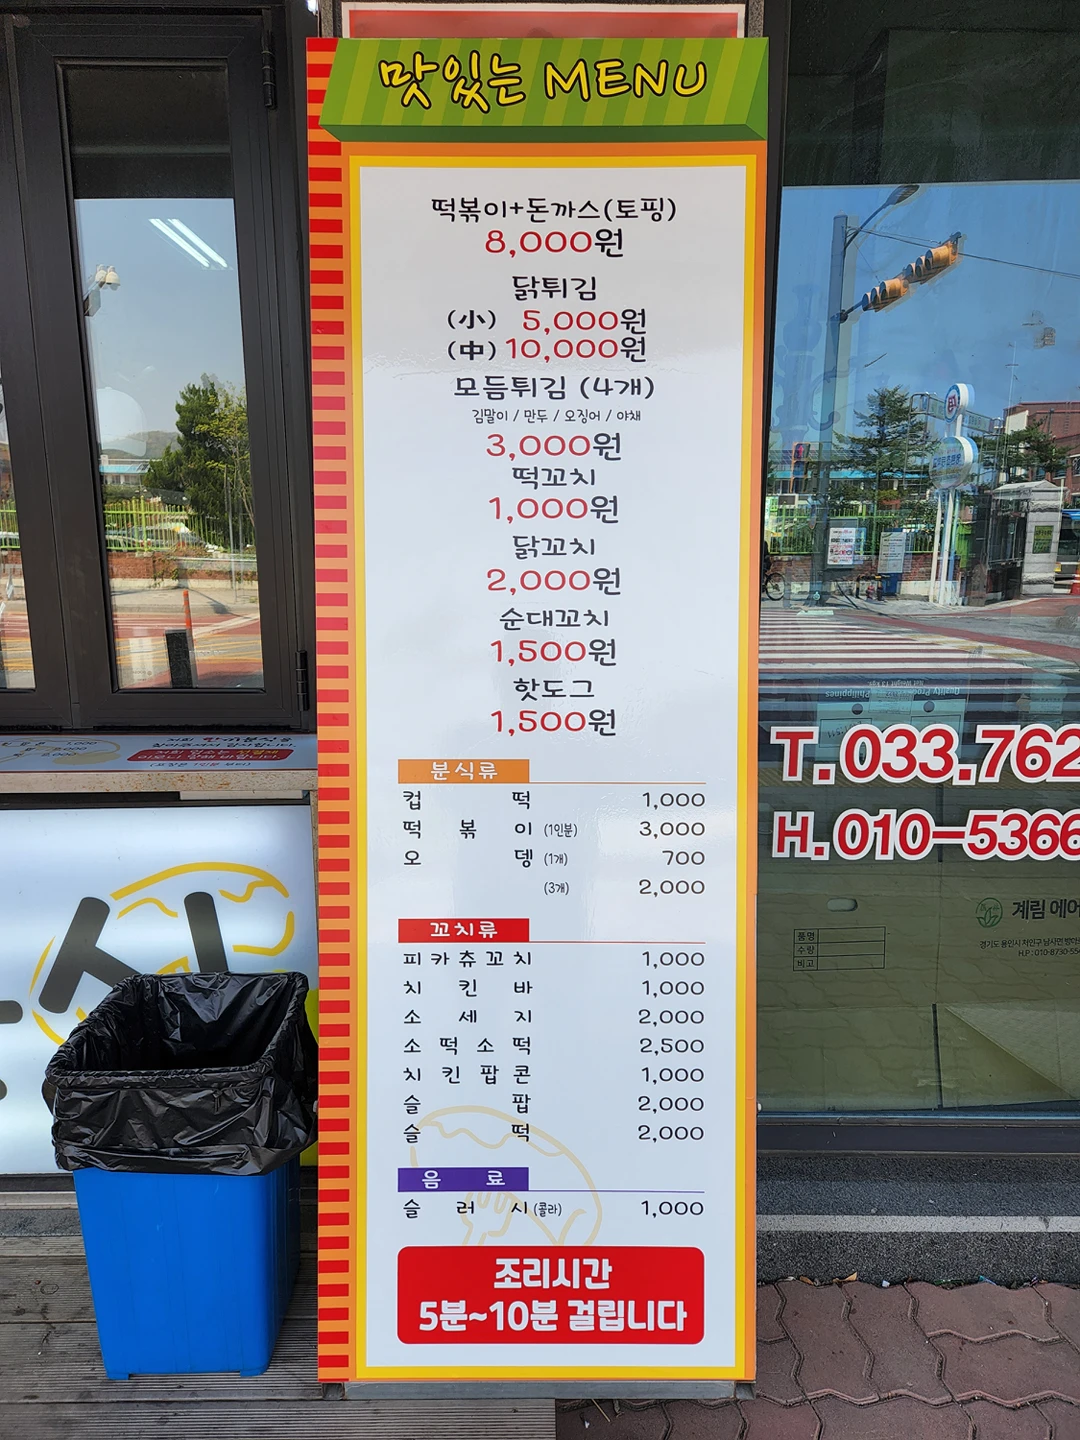 맛있는 MENU
떡볶이+돈까스(토핑)
8,000원
닭튀김
(小) 5,000원
(中) 10,000원
모듬튀김 (4개)
김말이 / 만두 / 오징어 / 야채
3,000원
떡꼬치
1,000원
닭꼬치
2,000원
순대꼬치
1,500원
핫도그
1,500원
분식류
컵떡 1,000
떡볶이 (1인분) 3,000
오뎅 (1개) 700
(3개) 2,000
꼬치류
피카츄꼬치 1,000
치킨바 1,000
소세지 2,000
소떡소떡 2,500
치킨팝콘 1,000
슬팝 2,000
슬떡 2,000
음료
슬러시 (콜라) 1,000
조리시간
5분~10분 걸립니다
T.033.762
H.010-5366
계림 에어
품명
수량
비고